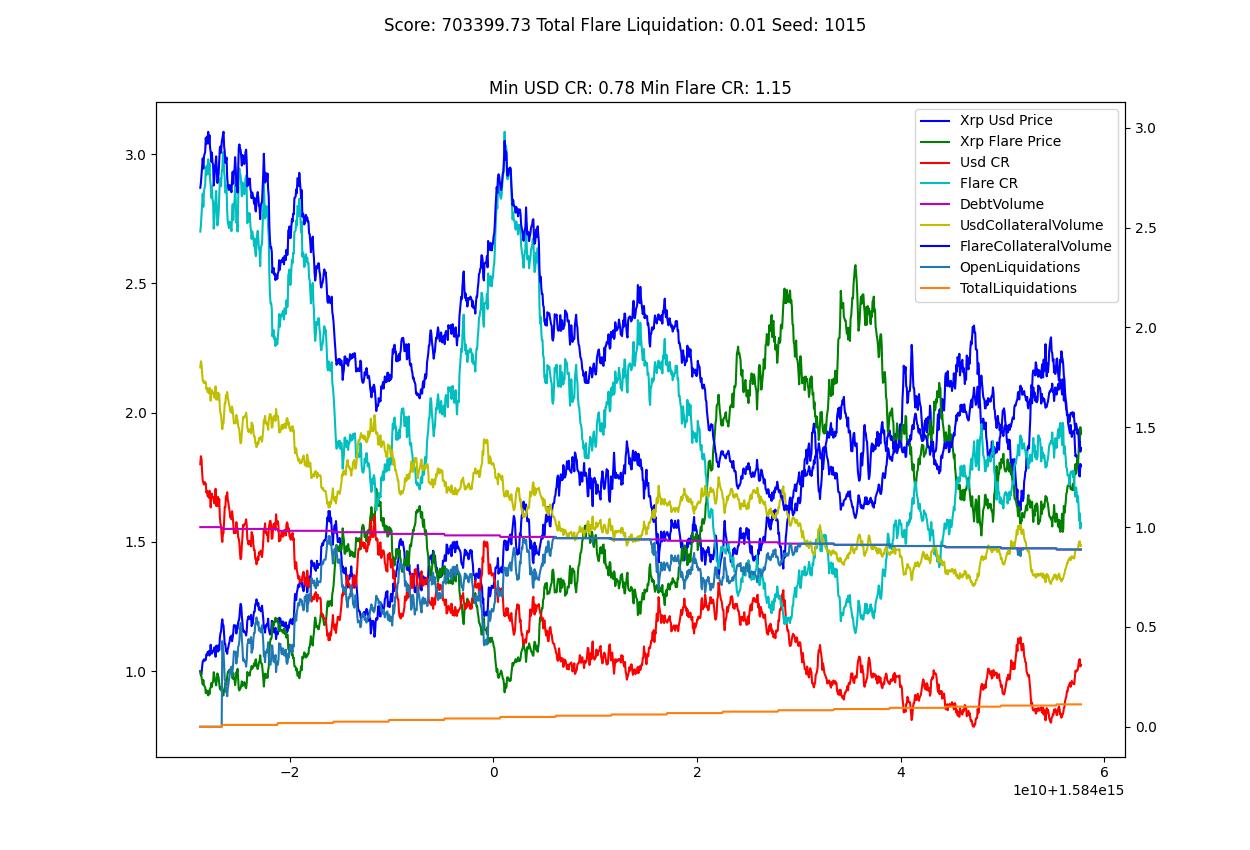 Score: 703399.73 Total Flare Liquidation: 0.01 Seed: 1015
Min USD CR: 0.78 Min Flare CR: 1.15
3.0
2.5
2.0
1.5
1.0
Xrp Usd Price
Xrp Flare Price
Usd CR
Flare CR
DebtVolume
UsdCollateralVolume
FlareCollateralVolume
OpenLiquidations
TotalLiquidations
3.0
2.5
2.0
1.5
1.0
0.5
0.0
−2 0 2 4 6
1e10+1.584e15